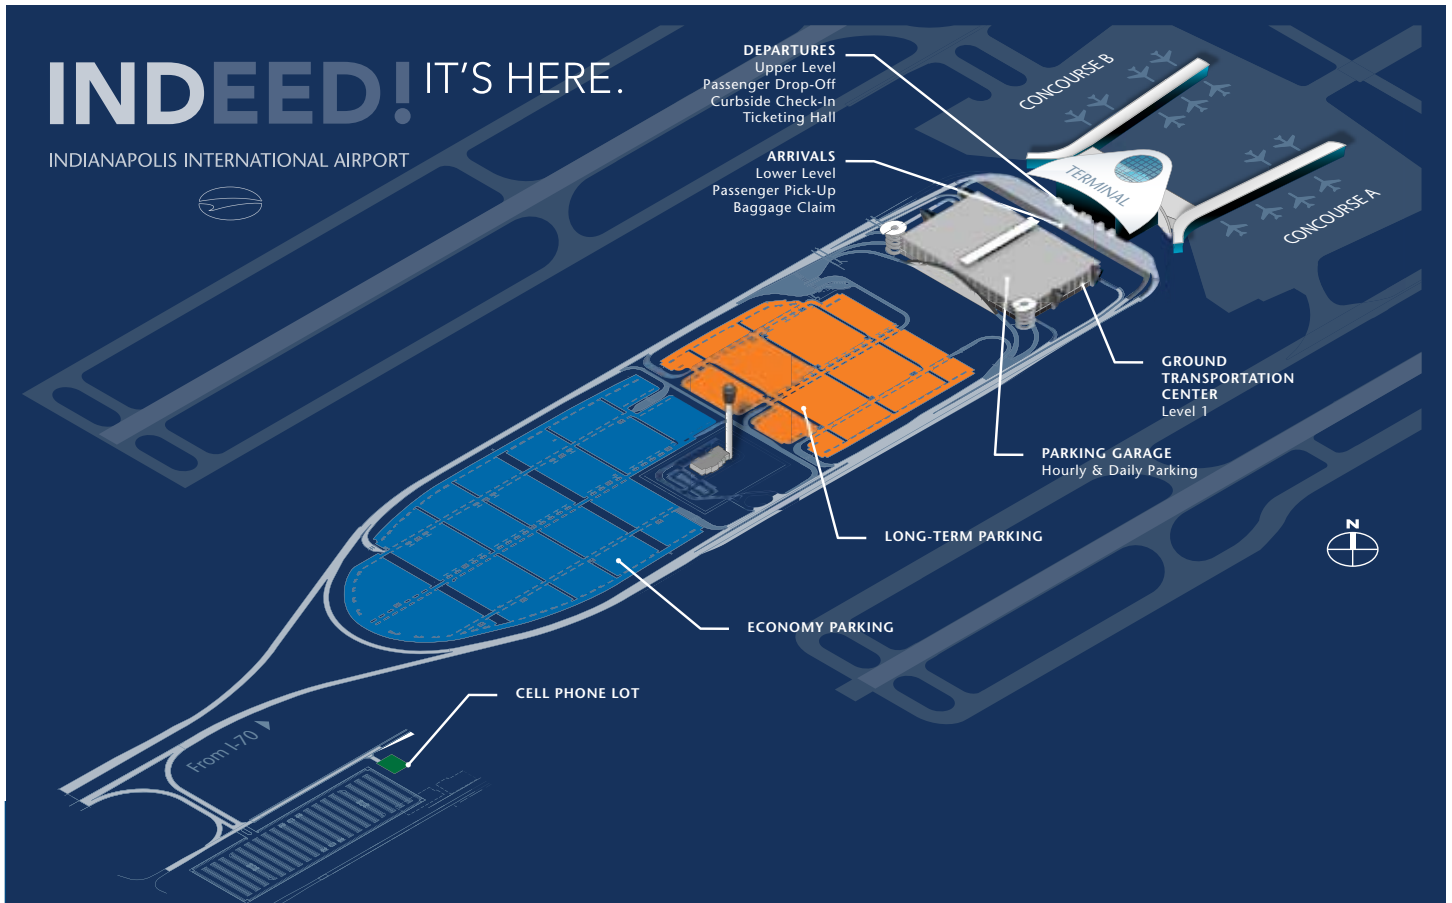 INDEED! IT'S HERE.
INDIANAPOLIS INTERNATIONAL AIRPORT
DEPARTURES
Upper Level
Passenger Drop-Off
Curbside Check-In
Ticketing Hall
ARRIVALS
Lower Level
Passenger Pick-Up
Baggage Claim
CONCOURSE B
TERMINAL
CONCOURSE A
GROUND
TRANSPORTATION
CENTER
Level 1
PARKING GARAGE
Hourly & Daily Parking
N
LONG-TERM PARKING
ECONOMY PARKING
CELL PHONE LOT
From I-70